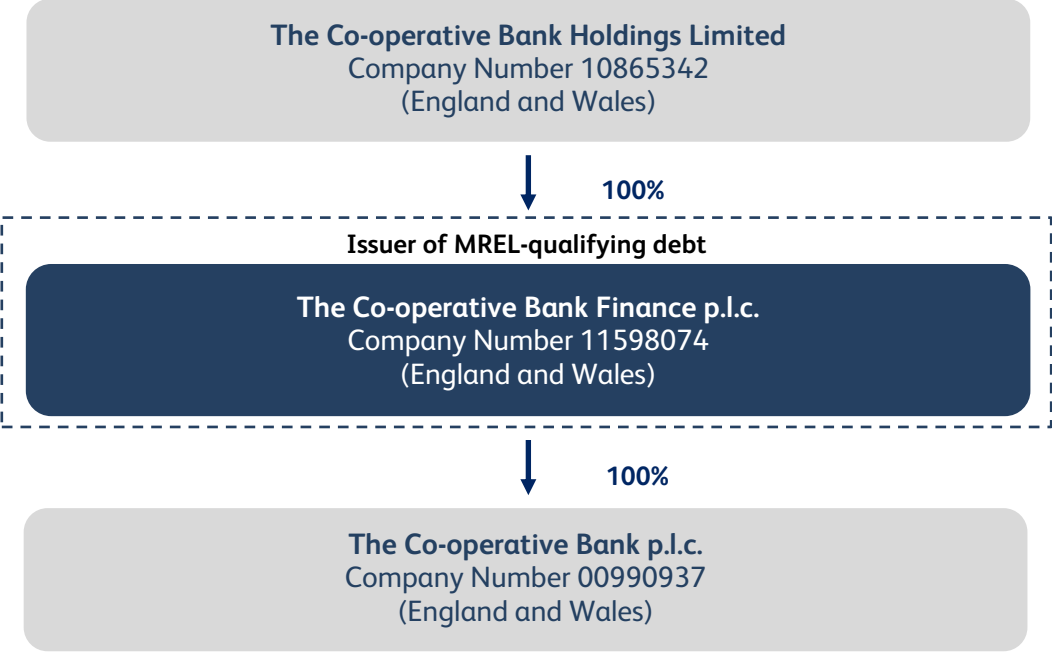 The Co-operative Bank Holdings Limited
Company Number 10865342
(England and Wales)
100%
Issuer of MREL-qualifying debt
The Co-operative Bank Finance p.l.c.
Company Number 11598074
(England and Wales)
100%
The Co-operative Bank p.l.c.
Company Number 00990937
(England and Wales)